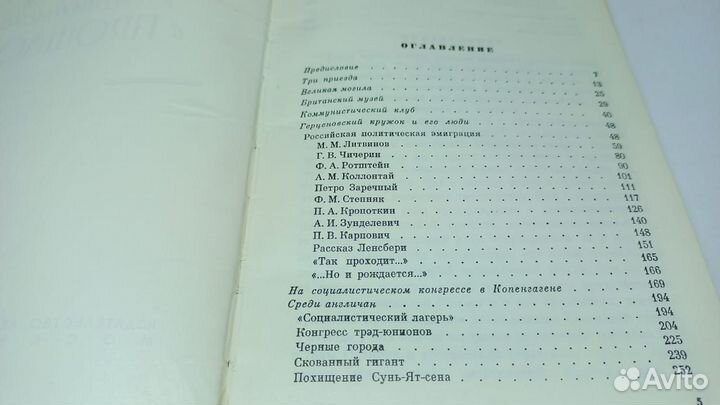 ОГЛАВЛЕНИЕ
Предисловие . . . 7
Три приезда . . . 13
Великая могила . . . 25
Британский музей . . . 29
Коммунистический клуб . . . 40
Герценовский кружок и его люди . . . 48
Российская политическая эмиграция . . . 48
М. М. Литвинов . . . 59
Г. В. Чичерин . . . 80
Ф. А. Ротштейн . . . 90
А. М. Коллонтай . . . 101
Петро Заречный . . . 111
Ф. М. Степняк . . . 117
П. А. Кропоткин . . . 126
А. И. Зунделевич . . . 140
П. В. Карпович . . . 148
Рассказ Ленсбери . . . 151
«Так проходит...» . . . 165
«...Но и рождается...» . . . 166
На социалистическом конгрессе в Копенгагене . . . 169
Среди англичан . . . 194
«Социалистический лагерь» . . . 194
Конгресс трэд-юнионов . . . 204
Черные города . . . 225
Скованный гигант . . . 239
Похищение Сунь-Ят-сена . . . 252
5
Avito